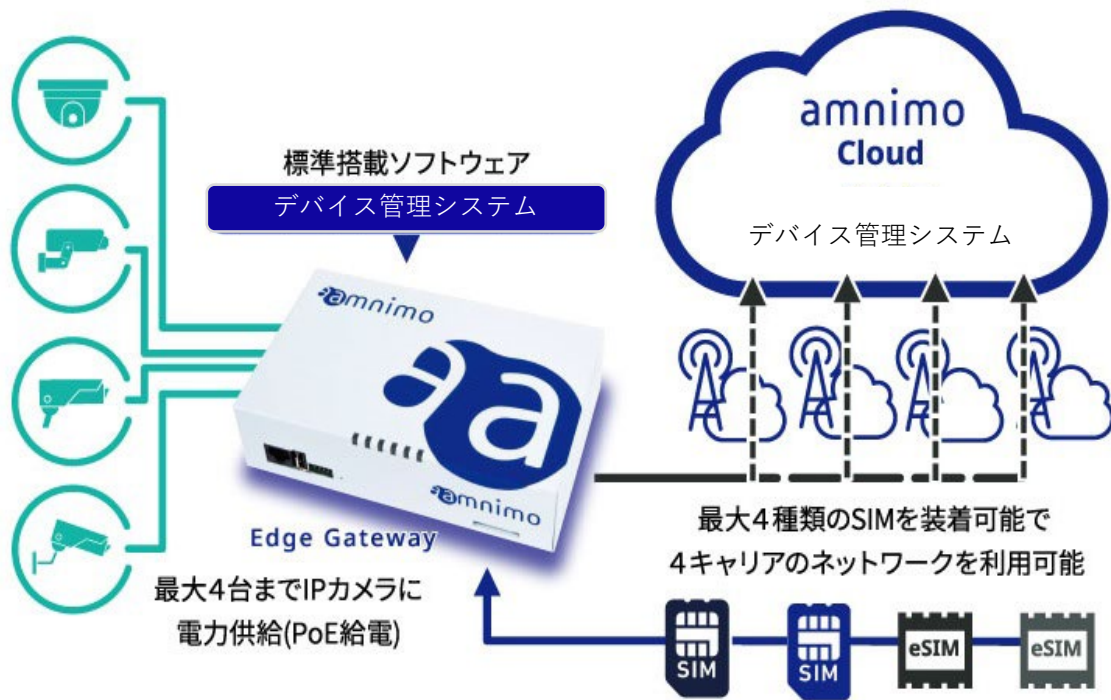 標準搭載ソフトウェア
デバイス管理システム
amnimo
Cloud
デバイス管理システム
amnimo
amnimo
Edge Gateway
最大4台までIPカメラに
電力供給(PoE給電)
最大4種類のSIMを装着可能で
4キャリアのネットワークを利用可能
SIM
SIM
eSIM
eSIM